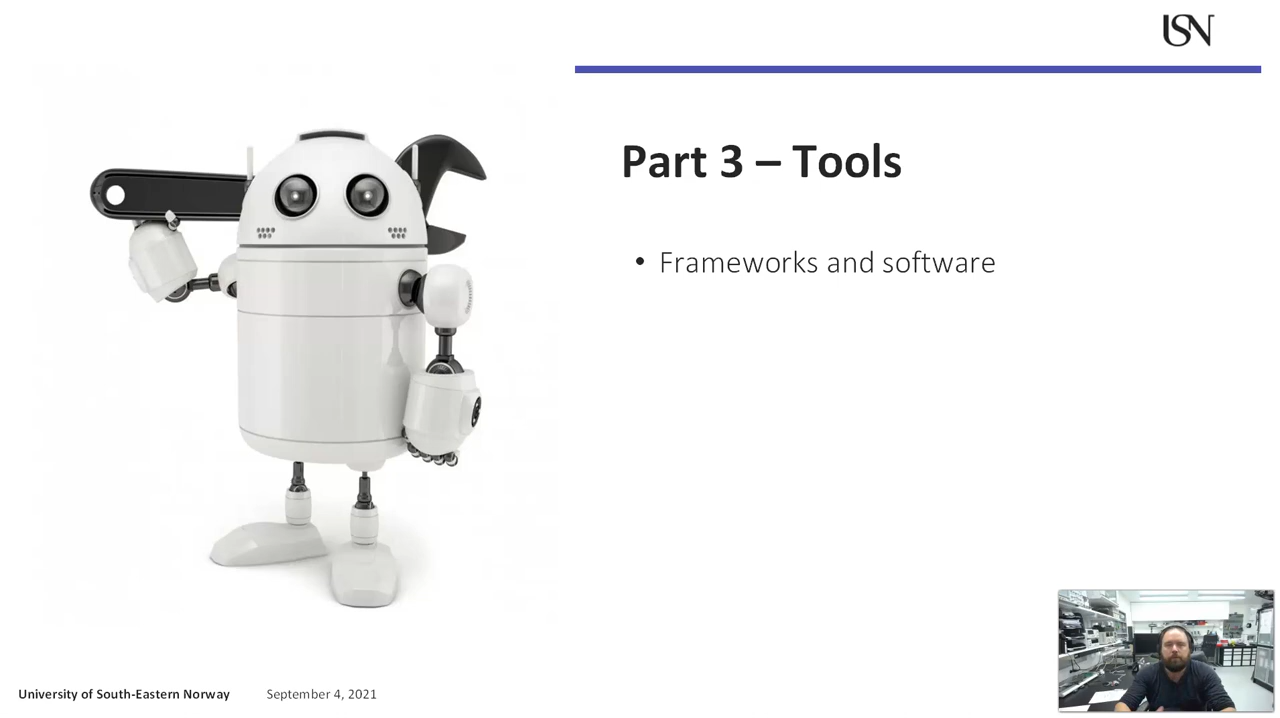 USN
Part 3 – Tools
• Frameworks and software
University of South-Eastern Norway September 4, 2021